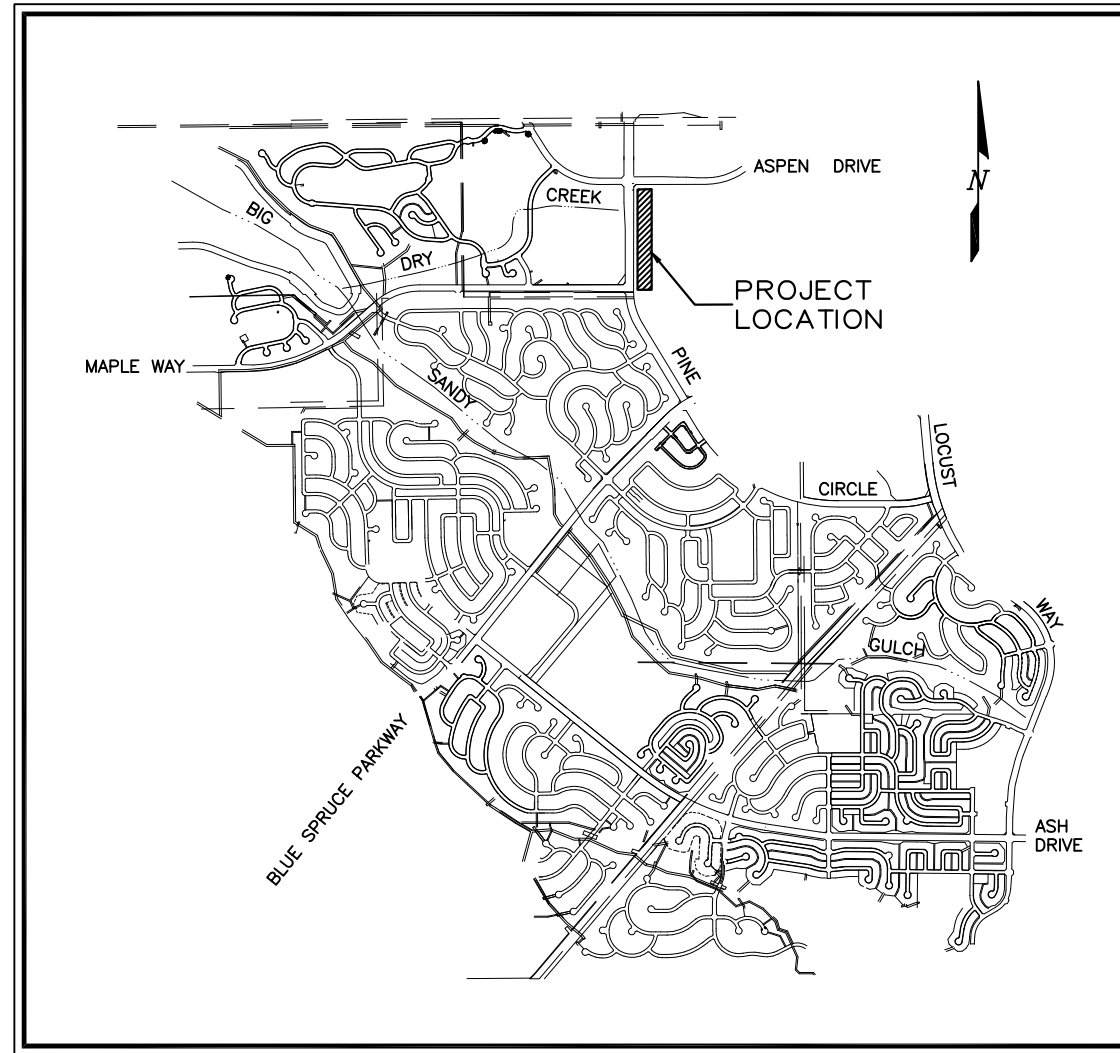 ASPEN DRIVE
N
CREEK
BIG
DRY
PROJECT
LOCATION
MAPLE WAY
PINE
SANDY
LOCUST
CIRCLE
WAY
GULCH
BLUE SPRUCE PARKWAY
ASH
DRIVE